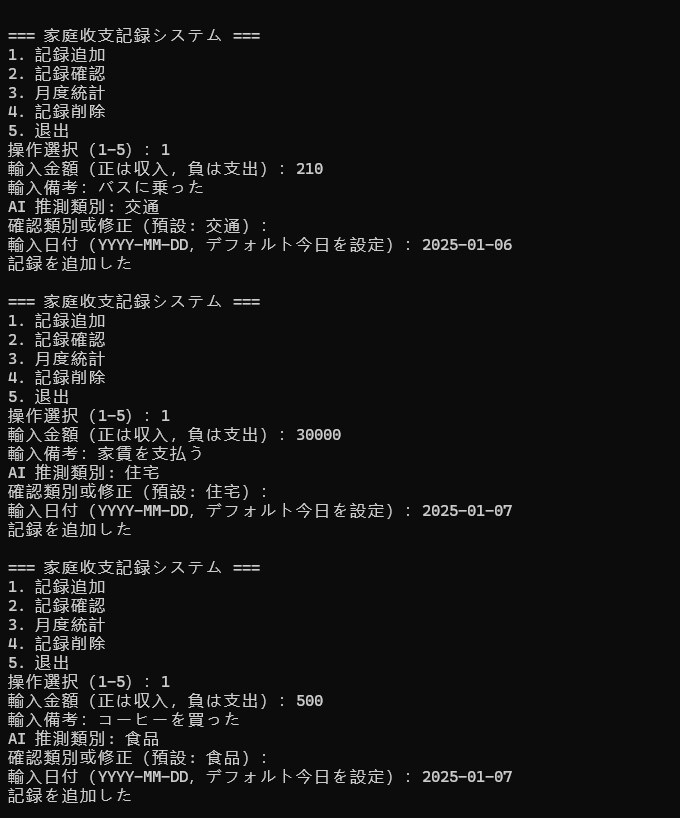 === 家庭収支記録システム ===
1. 記録追加
2. 記録確認
3. 月度統計
4. 記録削除
5. 退出
操作選択 (1-5) : 1
輸入金額 (正は収入, 負は支出) : 210
輸入備考: バスに乗った
AI 推測類別: 交通
確認類別或修正 (預設: 交通) :
輸入日付 (YYYY-MM-DD, デフォルト今日を設定) : 2025-01-06
記録を追加した

=== 家庭収支記録システム ===
1. 記録追加
2. 記録確認
3. 月度統計
4. 記録削除
5. 退出
操作選択 (1-5) : 1
輸入金額 (正は収入, 負は支出) : 30000
輸入備考: 家賃を支払う
AI 推測類別: 住宅
確認類別或修正 (預設: 住宅) :
輸入日付 (YYYY-MM-DD, デフォルト今日を設定) : 2025-01-07
記録を追加した

=== 家庭収支記録システム ===
1. 記録追加
2. 記録確認
3. 月度統計
4. 記録削除
5. 退出
操作選択 (1-5) : 1
輸入金額 (正は収入, 負は支出) : 500
輸入備考: コーヒーを買った
AI 推測類別: 食品
確認類別或修正 (預設: 食品) :
輸入日付 (YYYY-MM-DD, デフォルト今日を設定) : 2025-01-07
記録を追加した